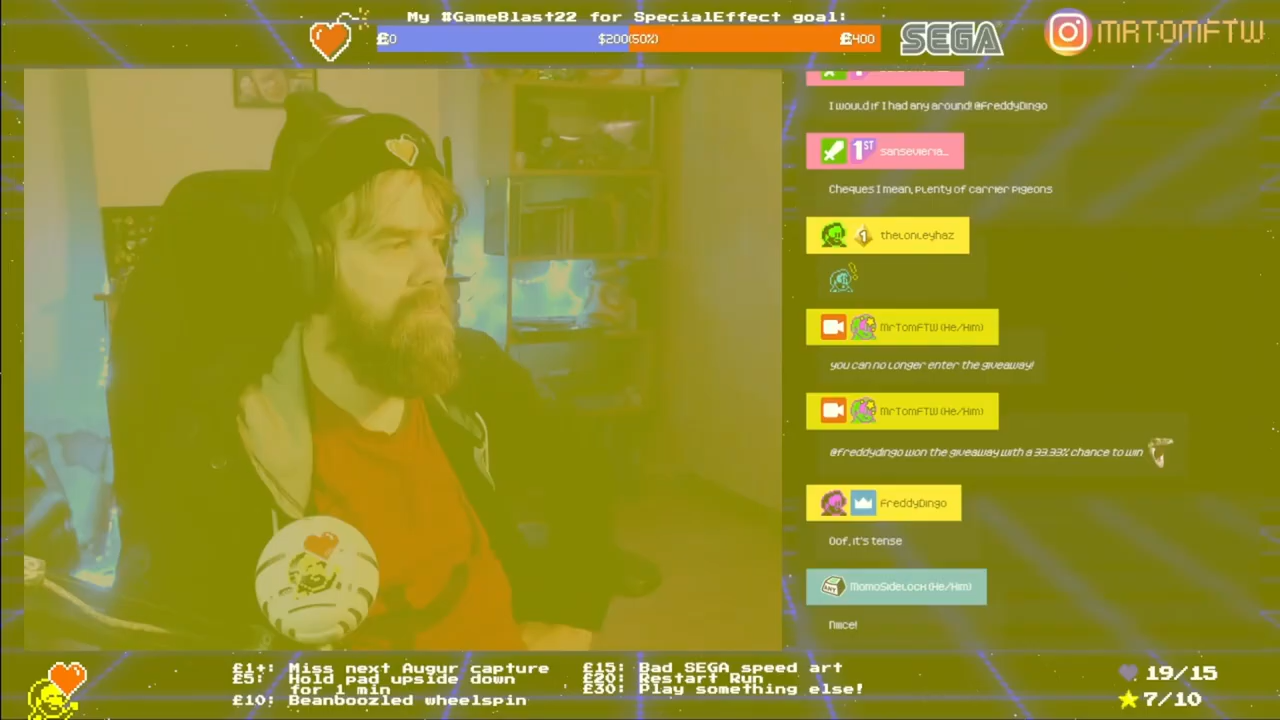 My #GameBlast22 for SpecialEffect goal:
£0 $200(50%) £400
SEGA
MRTOMFTW
I would if I had any around! @FreddyDingo
1ST sansevieria...
Cheques I mean, plenty of carrier pigeons
1 theLonleyhaz
MrTomFTW (He/Him)
you can no longer enter the giveaway!
MrTomFTW (He/Him)
@freddydingo won the giveaway with a 33.33% chance to win
FreddyDingo
Oof, it's tense
MomoSideLock (He/Him)
Niice!
£1+: Miss next Augur capture
£5: Hold pad upside down
for 1 min
£10: Beanboozled wheelspin
£15: Bad SEGA speed art
£20: Restart Run
£30: Play something else!
19/15
7/10